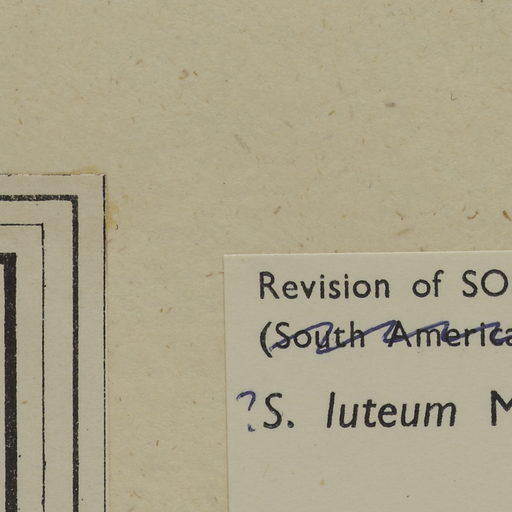 Revision of SO
(South America
?S. luteum M